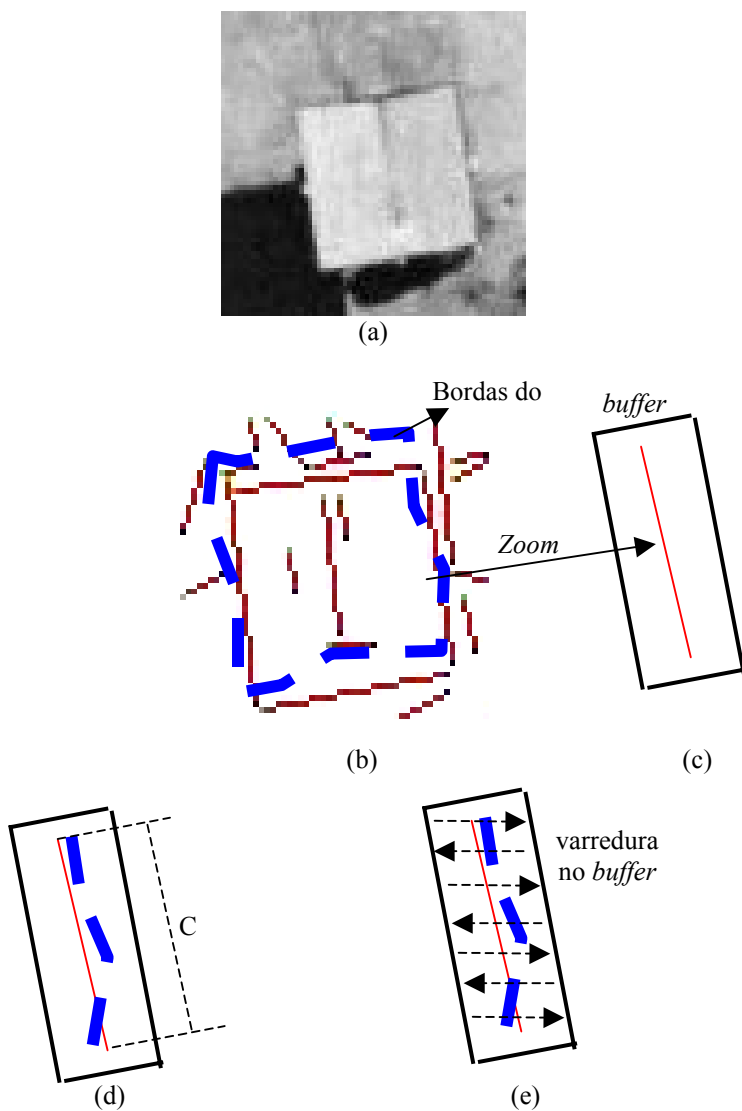 (a)
Bordas do
buffer
Zoom
(b)
(c)
C
varredura
no buffer
(d)
(e)